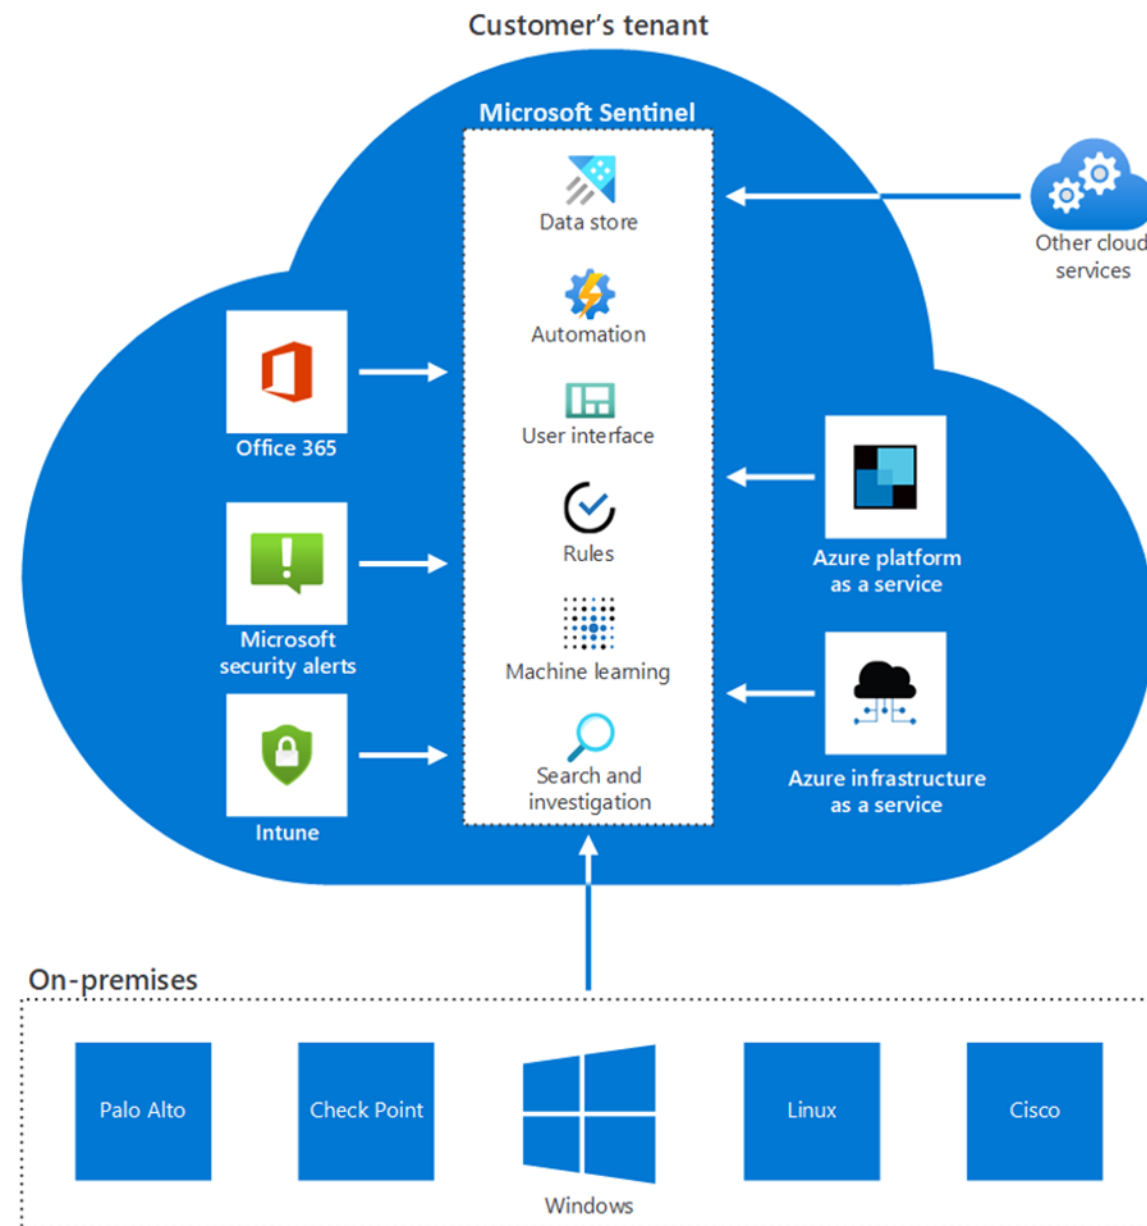 Customer's tenant
Microsoft Sentinel
Data store
Other cloud
services
Automation
User interface
Office 365
Rules
Azure platform
as a service
Microsoft
security alerts
Machine learning
Search and
investigation
Azure infrastructure
as a service
Intune
On-premises
Palo Alto
Check Point
Linux
Cisco
Windows